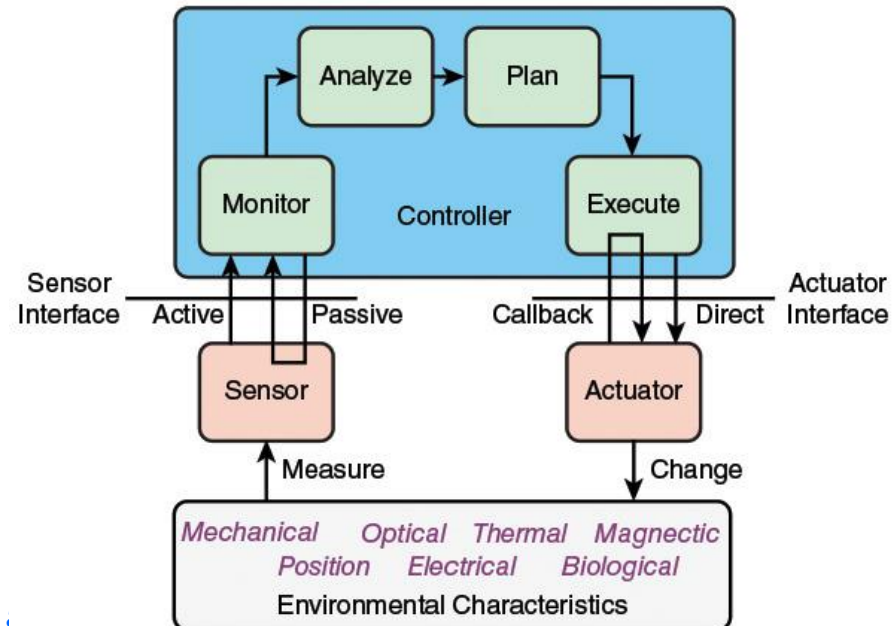 Analyze
Plan
Monitor
Controller
Execute
Sensor
Interface
Active
Passive
Callback
Direct
Actuator
Interface
Sensor
Actuator
Measure
Change
Mechanical Optical Thermal Magnectic
Position Electrical Biological
Environmental Characteristics